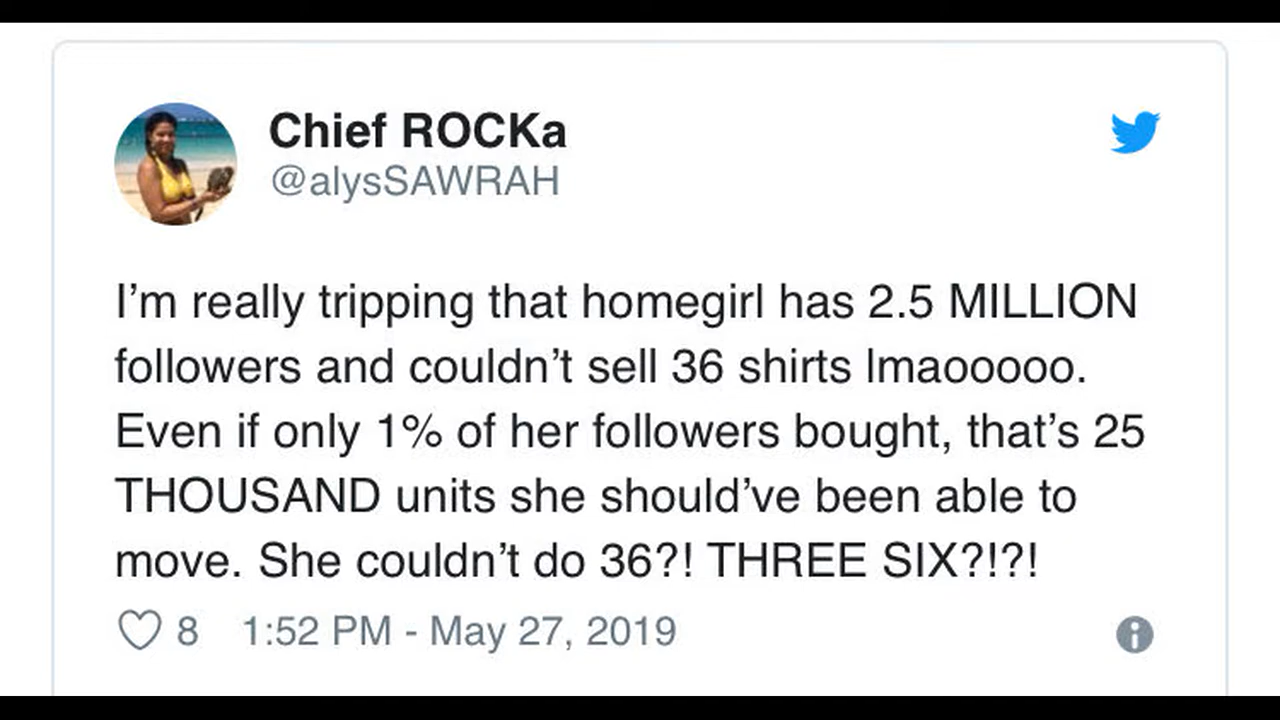 Chief ROCKa
@alysSAWRAH
I’m really tripping that homegirl has 2.5 MILLION
followers and couldn’t sell 36 shirts lmaooooo.
Even if only 1% of her followers bought, that’s 25
THOUSAND units she should’ve been able to
move. She couldn’t do 36?! THREE SIX?!?!
8 1:52 PM - May 27, 2019